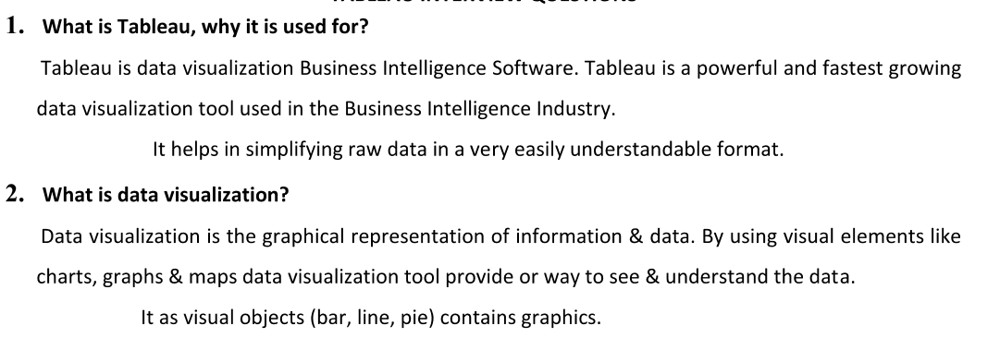 1. What is Tableau, why it is used for?
Tableau is data visualization Business Intelligence Software. Tableau is a powerful and fastest growing
data visualization tool used in the Business Intelligence Industry.
It helps in simplifying raw data in a very easily understandable format.
2. What is data visualization?
Data visualization is the graphical representation of information & data. By using visual elements like
charts, graphs & maps data visualization tool provide or way to see & understand the data.
It as visual objects (bar, line, pie) contains graphics.